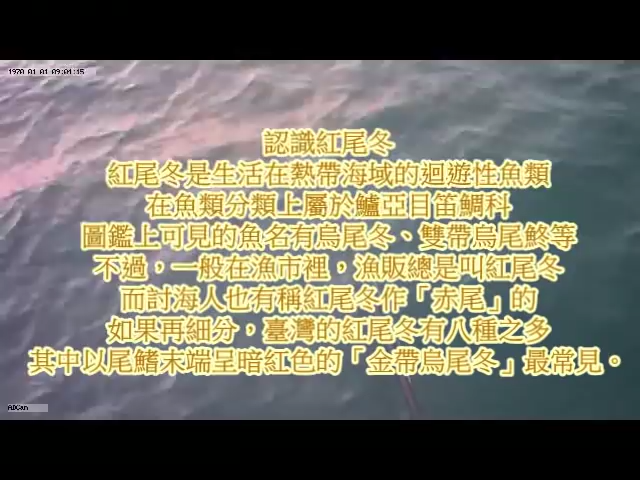 1970 01 01 09:04:15
認識紅尾冬
紅尾冬是生活在熱帶海域的迴遊性魚類
在魚類分類上屬於鱸亞目笛鯛科
圖鑑上可見的魚名有烏尾冬、雙帶烏尾終等
不過，一般在漁市裡，漁販總是叫紅尾冬
而討海人也有稱紅尾冬作「赤尾」的
如果再細分，臺灣的紅尾冬有八種之多
其中以尾鰭末端呈暗紅色的「金帶烏尾冬」最常見。